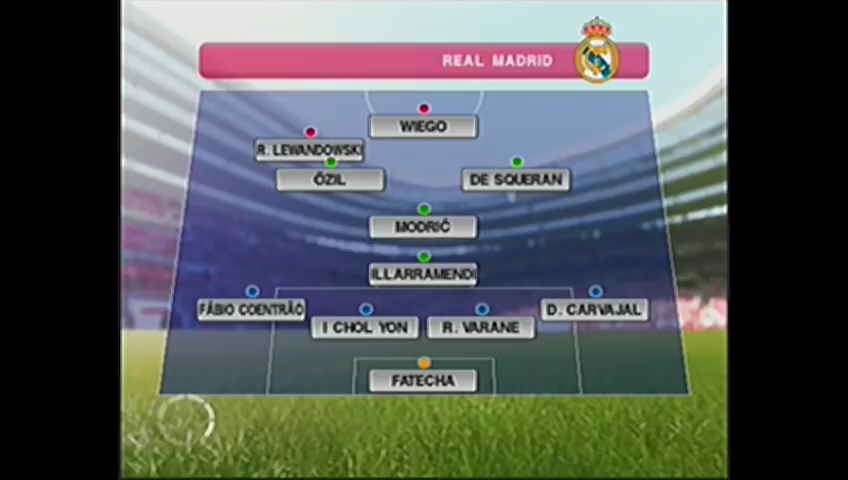 REAL MADRID
WIEGO
R. LEWANDOWSKI
ÖZIL
DE SQUERAN
MODRIĆ
ILLARRAMENDI
FÁBIO COENTRÃO
I CHOL YON
R. VARANE
D. CARVAJAL
FATECHA